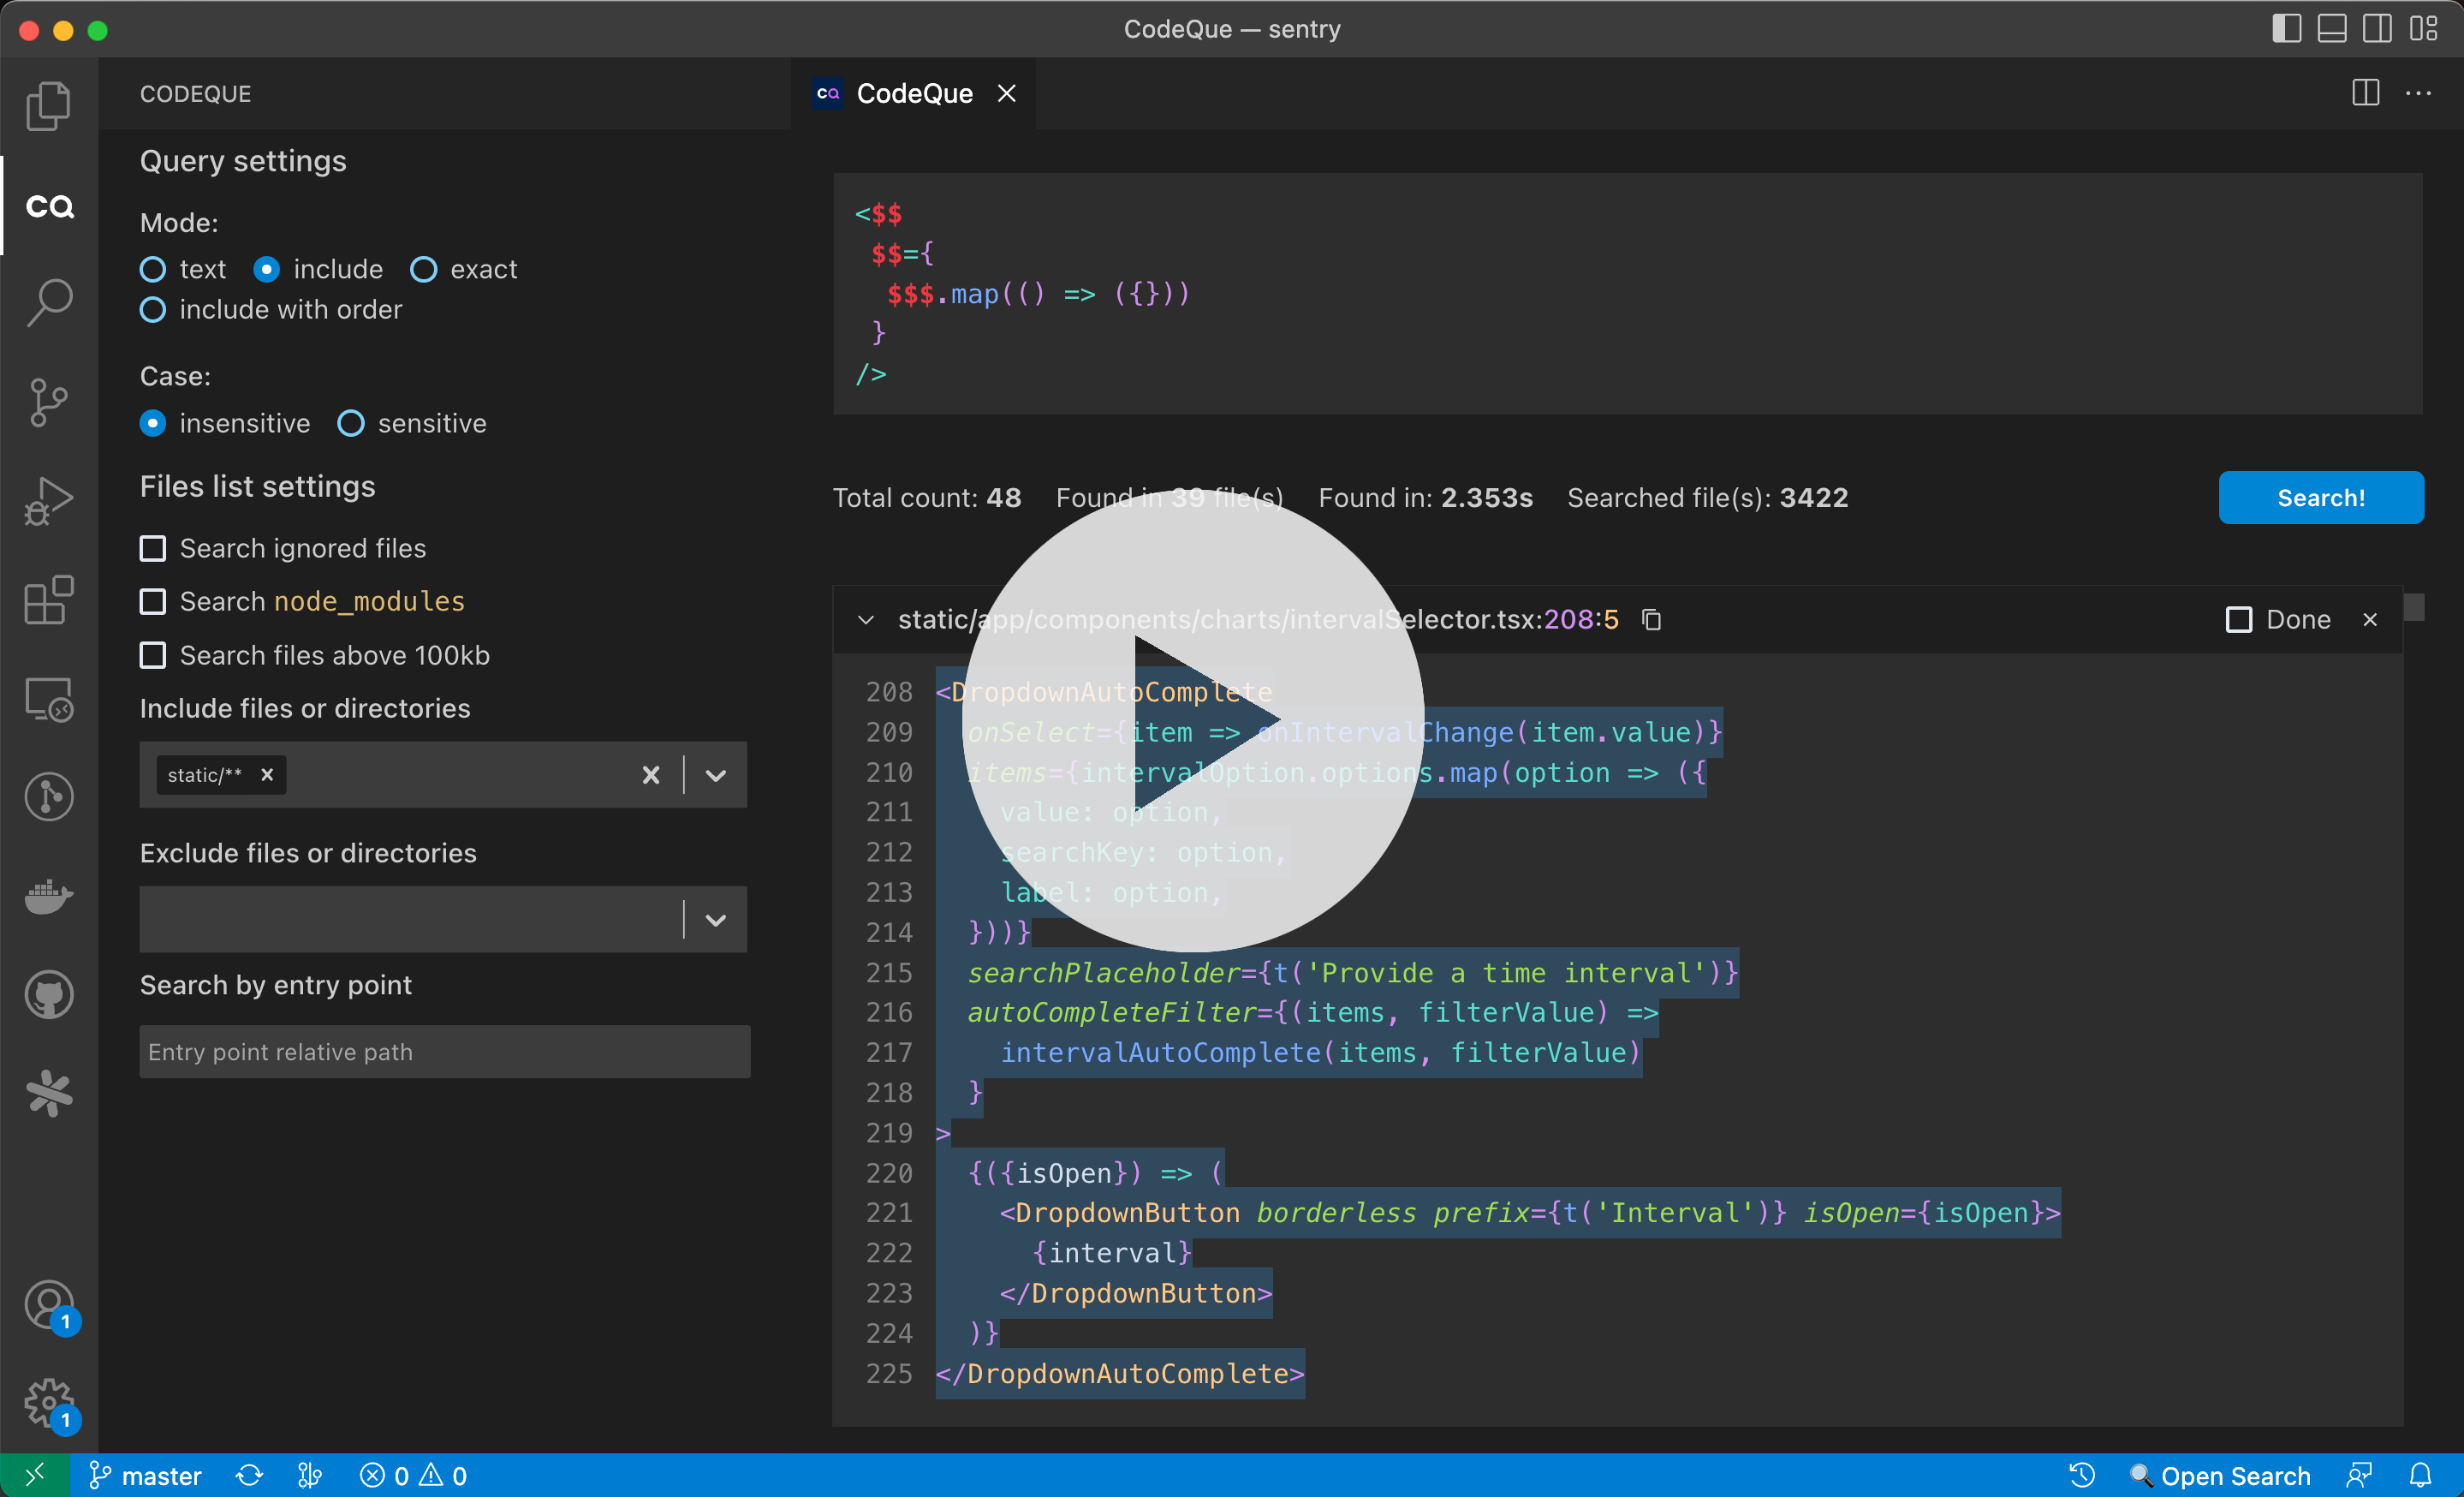 CodeQue — sentry
CODEQUE
CQ CodeQue
CQ
Query settings
Mode:
text include exact
include with order
Case:
insensitive sensitive
Files list settings
Search ignored files
Search node_modules
Search files above 100kb
Include files or directories
static/**
Exclude files or directories
Search by entry point
Entry point relative path
1
1
<$$
$$={
$$$.map(() => ({}))
}
/>
Total count: 48 Found in 39 file(s) Found in: 2.353s Searched file(s): 3422
Search!
static/app/components/charts/intervalSelector.tsx:208:5
Done
208 <DropdownAutoComplete
209 onSelect={item => onIntervalChange(item.value)}
210 items={intervalOption.options.map(option => ({
211 value: option,
212 searchKey: option,
213 label: option,
214 }))}
215 searchPlaceholder={t('Provide a time interval')}
216 autoCompleteFilter={(items, filterValue) =>
217 intervalAutoComplete(items, filterValue)
218 }
219 >
220 {({isOpen}) => (
221 <DropdownButton borderless prefix={t('Interval')} isOpen={isOpen}>
222 {interval}
223 </DropdownButton>
224 )}
225 </DropdownAutoComplete>
master 0 0
Open Search